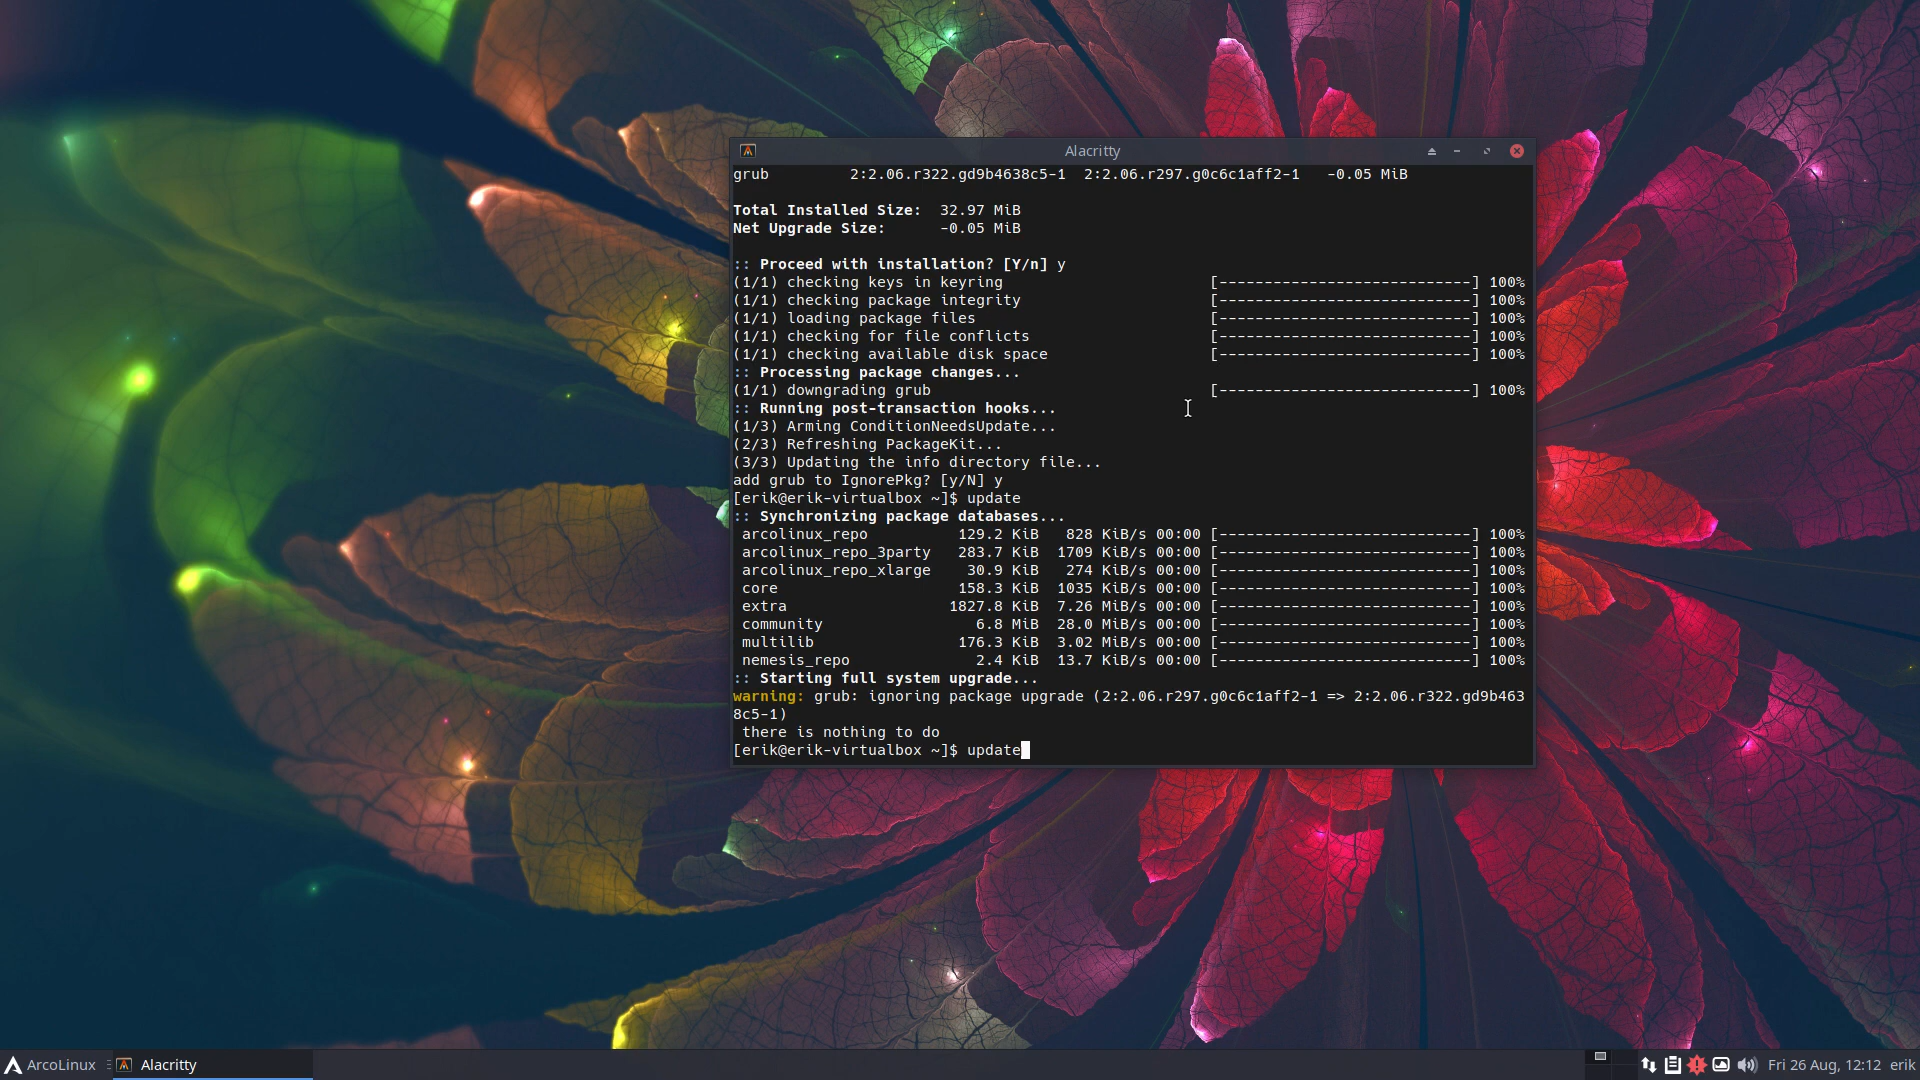 Alacritty
grub         2:2.06.r322.gd9b4638c5-1  2:2.06.r297.g0c6c1aff2-1   -0.05 MiB
Total Installed Size:  32.97 MiB
Net Upgrade Size:      -0.05 MiB
:: Proceed with installation? [Y/n] y
(1/1) checking keys in keyring                       [----------------------------] 100%
(1/1) checking package integrity                     [----------------------------] 100%
(1/1) loading package files                          [----------------------------] 100%
(1/1) checking for file conflicts                    [----------------------------] 100%
(1/1) checking available disk space                  [----------------------------] 100%
:: Processing package changes...
(1/1) downgrading grub                               [----------------------------] 100%
:: Running post-transaction hooks...
(1/3) Arming ConditionNeedsUpdate...
(2/3) Refreshing PackageKit...
(3/3) Updating the info directory file...
add grub to IgnorePkg? [y/N] y
[erik@erik-virtualbox ~]$ update
:: Synchronizing package databases...
 arcolinux_repo          129.2 KiB   828 KiB/s 00:00 [----------------------------] 100%
 arcolinux_repo_3party   283.7 KiB  1709 KiB/s 00:00 [----------------------------] 100%
 arcolinux_repo_xlarge    30.9 KiB   274 KiB/s 00:00 [----------------------------] 100%
 core                    158.3 KiB  1035 KiB/s 00:00 [----------------------------] 100%
 extra                  1827.8 KiB  7.26 MiB/s 00:00 [----------------------------] 100%
 community                 6.8 MiB  28.0 MiB/s 00:00 [----------------------------] 100%
 multilib                176.3 KiB  3.02 MiB/s 00:00 [----------------------------] 100%
 nemesis_repo              2.4 KiB  13.7 KiB/s 00:00 [----------------------------] 100%
:: Starting full system upgrade...
warning: grub: ignoring package upgrade (2:2.06.r297.g0c6c1aff2-1 => 2:2.06.r322.gd9b463
8c5-1)
 there is nothing to do
[erik@erik-virtualbox ~]$ update
ArcoLinux Alacritty Fri 26 Aug, 12:12 erik